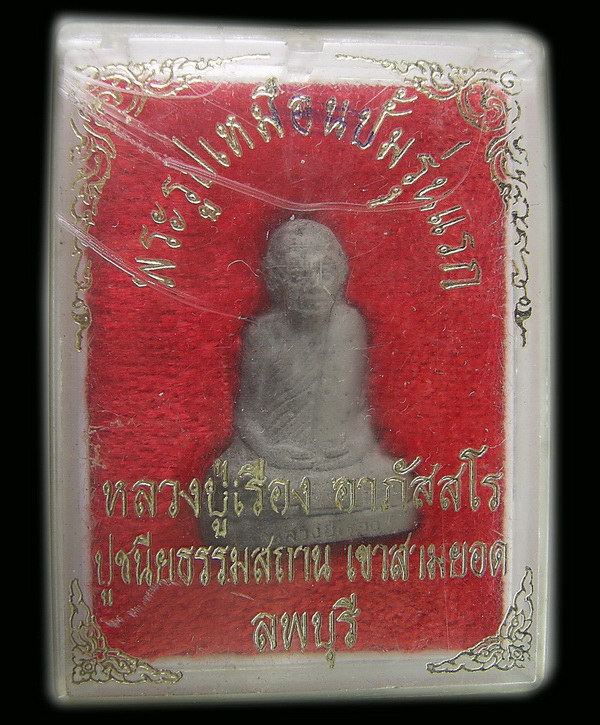 พระรูปเหมือนปั๊มรุ่นแรก
หลวงปู่เรือง อาภัสสโร
ปูชนียธรรมสถาน เขาสามยอด
ลพบุรี